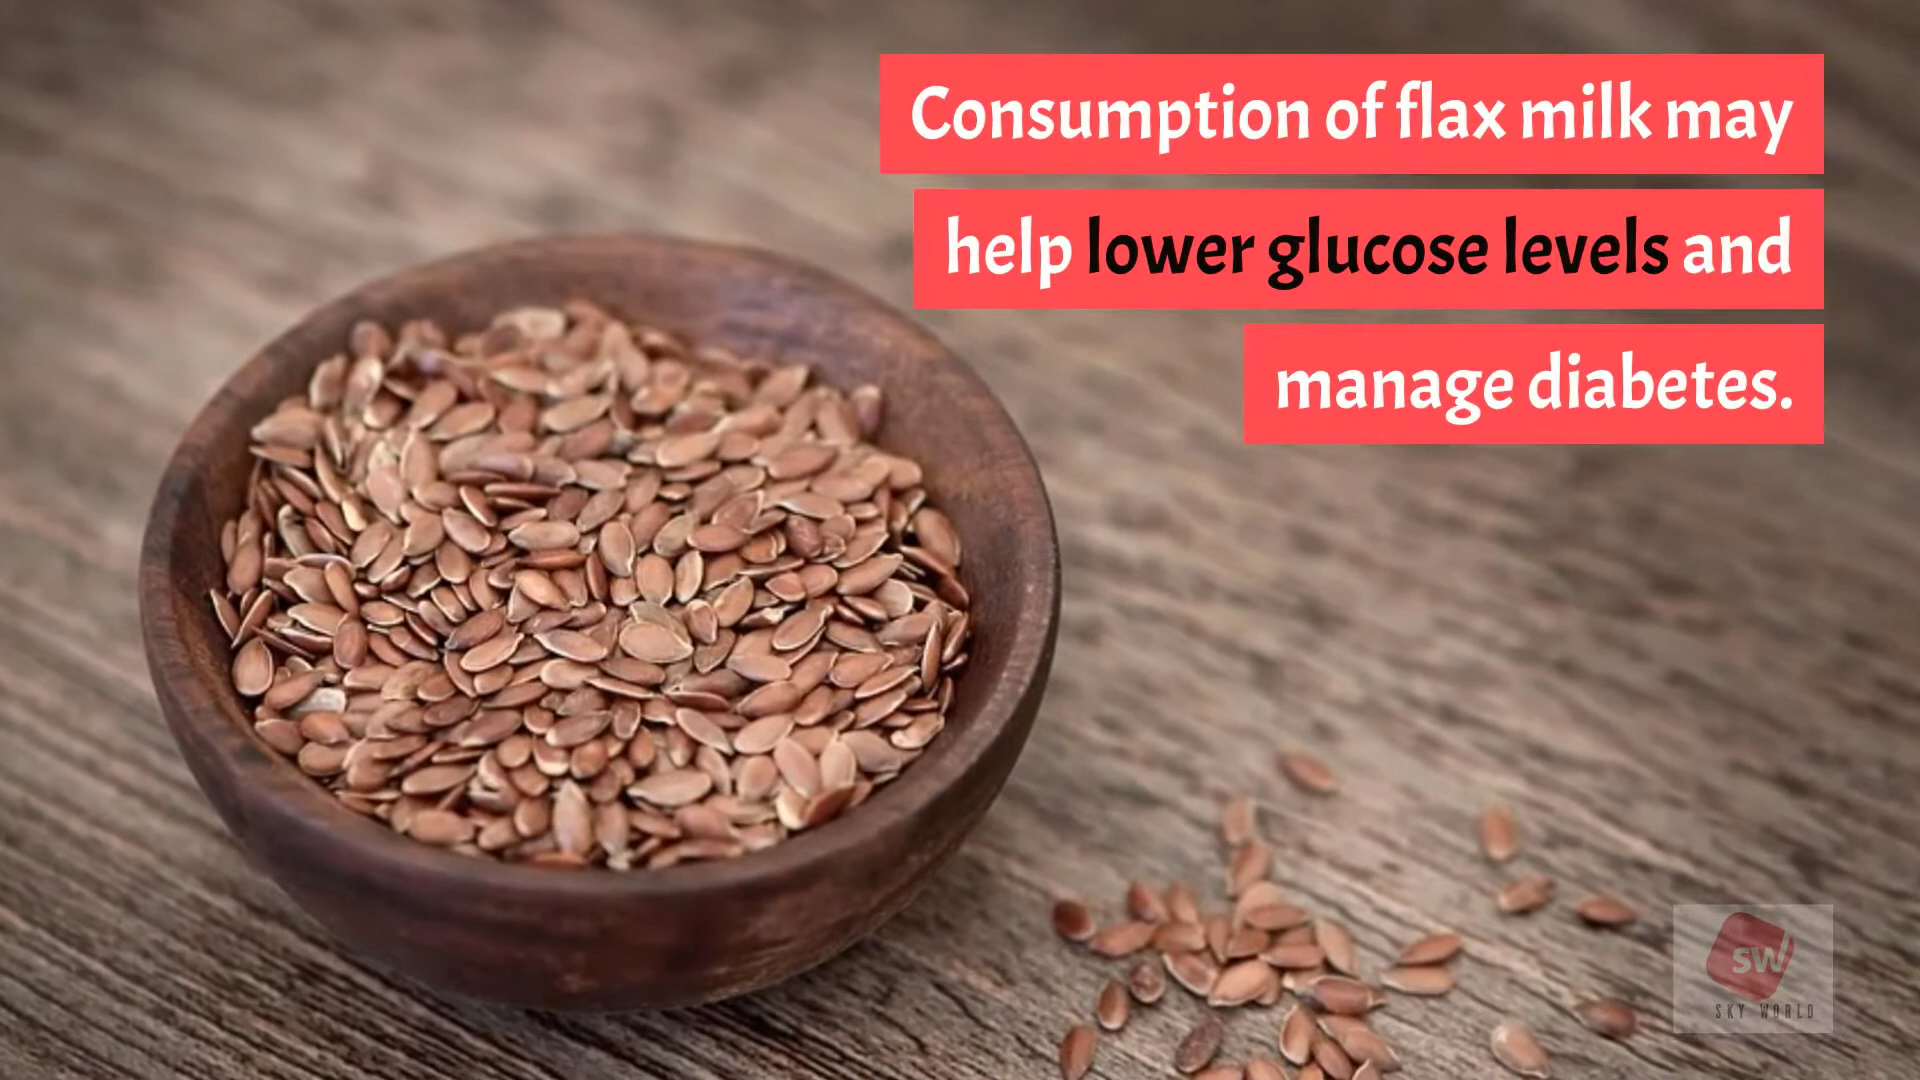 Consumption of flax milk may
help lower glucose levels and
manage diabetes.
SW
SKY WORLD